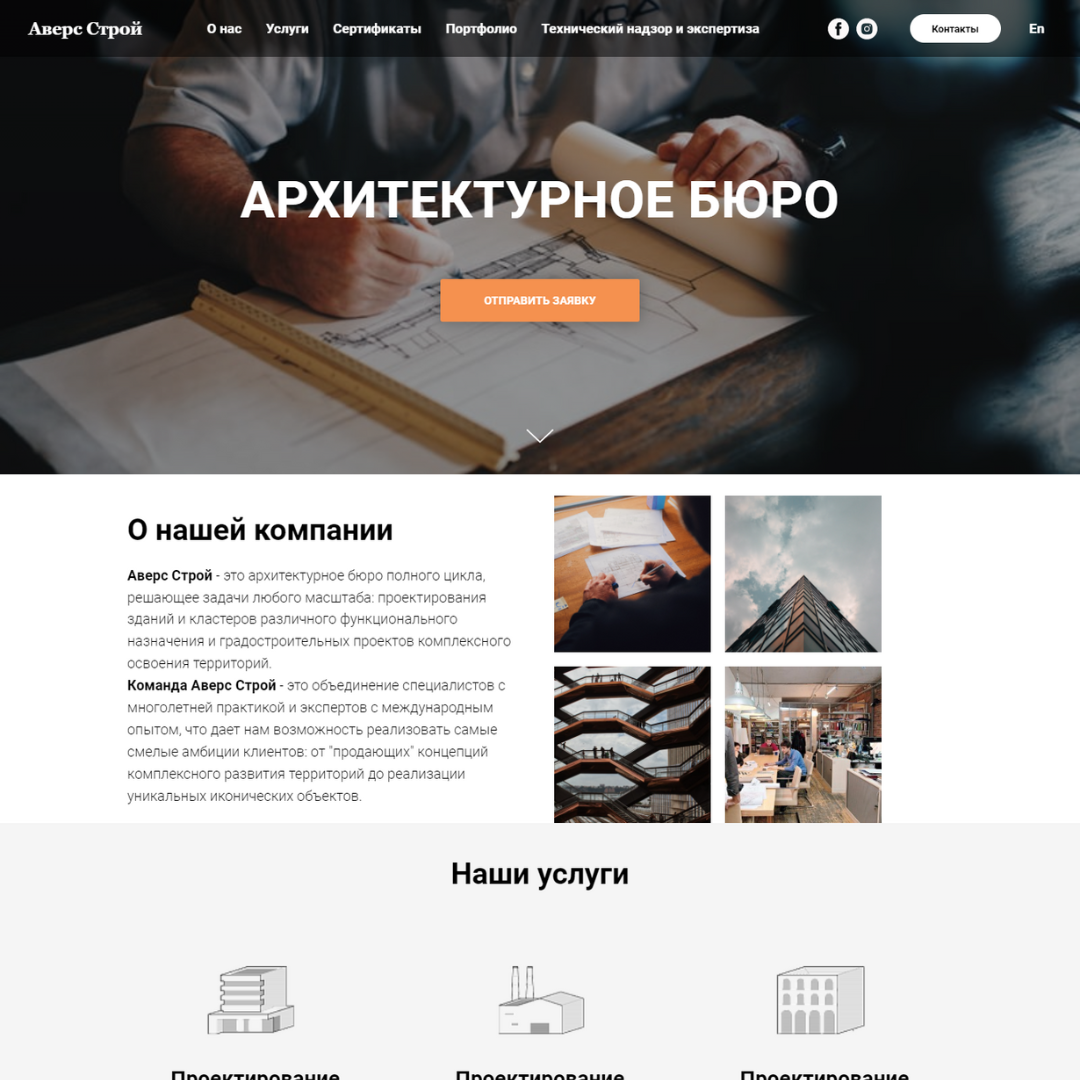 Аверс Строй
О нас
Услуги
Сертификаты
Портфолио
Технический надзор и экспертиза
Контакты
En
АРХИТЕКТУРНОЕ БЮРО
ОТПРАВИТЬ ЗАЯВКУ
О нашей компании
Аверс Строй - это архитектурное бюро полного цикла,
решающее задачи любого масштаба: проектирования
зданий и кластеров различного функционального
назначения и градостроительных проектов комплексного
освоения территорий.
Команда Аверс Строй - это объединение специалистов с
многолетней практикой и экспертов с международным
опытом, что дает нам возможность реализовать самые
смелые амбиции клиентов: от "продающих" концепций
комплексного развития территорий до реализации
уникальных иконических объектов.
Наши услуги
Проектирование
Проектирование
Проектирование